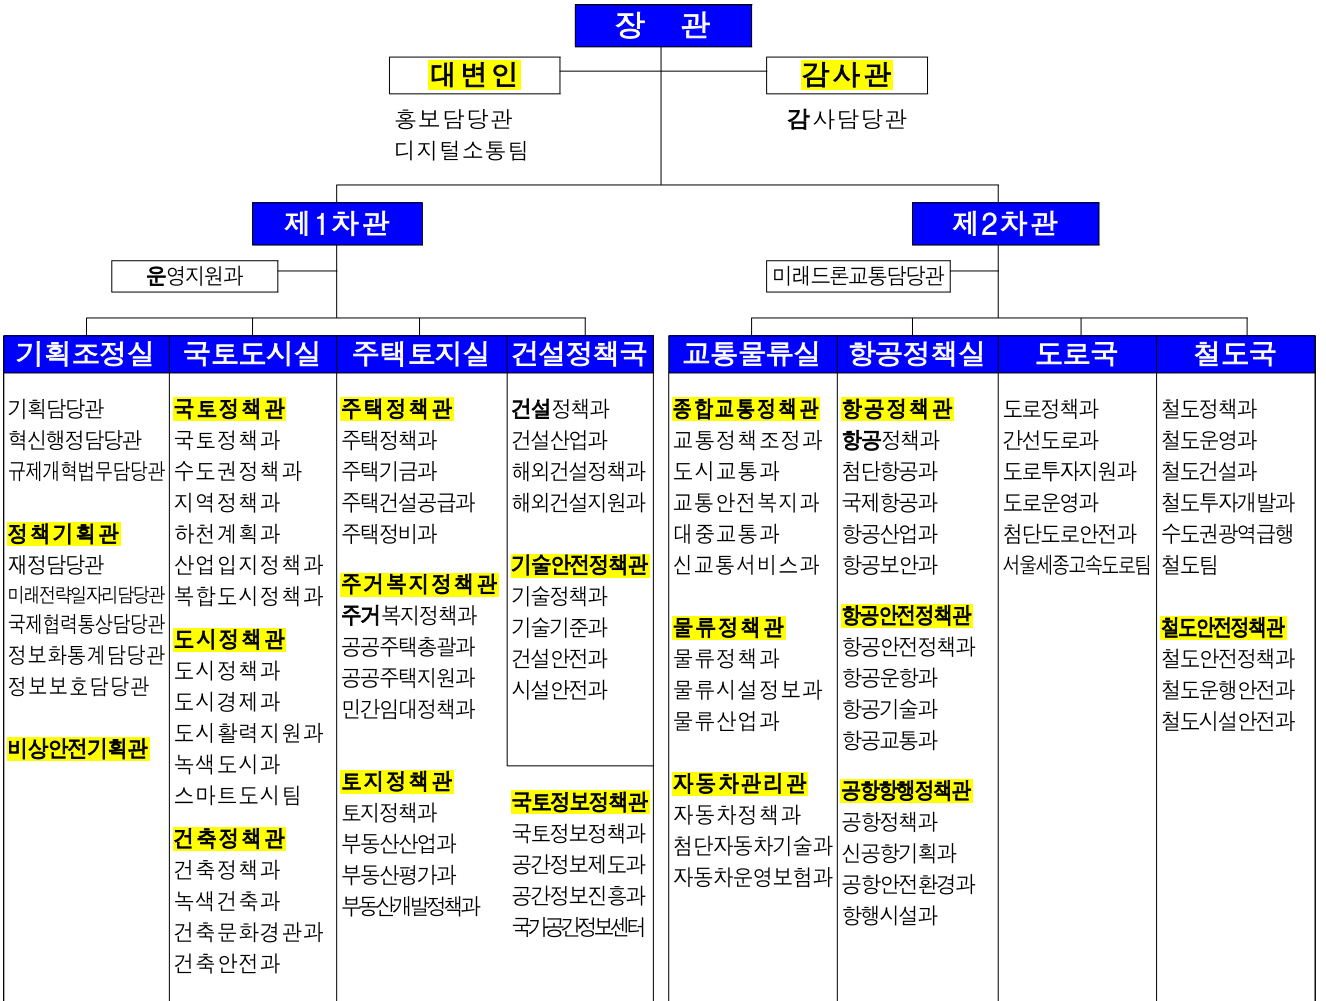 장 관
대변인
감사관
홍보담당관
디지털소통팀
감사담당관
제1차관
제2차관
운영지원과
미래드론교통담당관
기획조정실
기획담당관
혁신행정담당관
규제개혁법무담당관
정책기획관
재정담당관
미래전략일자리담당관
국제협력통상담당관
정보화통계담당관
정보보호담당관
비상안전기획관
국토도시실
국토정책관
국토정책과
수도권정책과
지역정책과
하천계획과
산업입지정책과
복합도시정책과
도시정책관
도시정책과
도시경제과
도시활력지원과
녹색도시과
스마트도시팀
건축정책관
건축정책과
녹색건축과
건축문화경관과
건축안전과
주택토지실
주택정책관
주택정책과
주택기금과
주택건설공급과
주택정비과
주거복지정책관
주거복지정책과
공공주택총괄과
공공주택지원과
민간임대정책과
토지정책관
토지정책과
부동산산업과
부동산평가과
부동산개발정책과
건설정책국
건설정책과
건설산업과
해외건설정책과
해외건설지원과
기술안전정책관
기술정책과
기술기준과
건설안전과
시설안전과
국토정보정책관
국토정보정책과
공간정보제도과
공간정보진흥과
국가공간정보센터
교통물류실
종합교통정책관
교통정책조정과
도시교통과
교통안전복지과
대중교통과
신교통서비스과
물류정책관
물류정책과
물류시설정보과
물류산업과
자동차관리관
자동차정책과
첨단자동차기술과
자동차운영보험과
항공정책실
항공정책관
항공정책과
첨단항공과
국제항공과
항공산업과
항공보안과
항공안전정책관
항공안전정책과
항공운항과
항공기술과
항공교통과
공항항행정책관
공항정책과
신공항기획과
공항안전환경과
항행시설과
도로국
도로정책과
간선도로과
도로투자지원과
도로운영과
첨단도로안전과
서울세종고속도로팀
철도국
철도정책과
철도운영과
철도건설과
철도투자개발과
수도권광역급행
철도팀
철도안전정책관
철도안전정책과
철도운행안전과
철도시설안전과